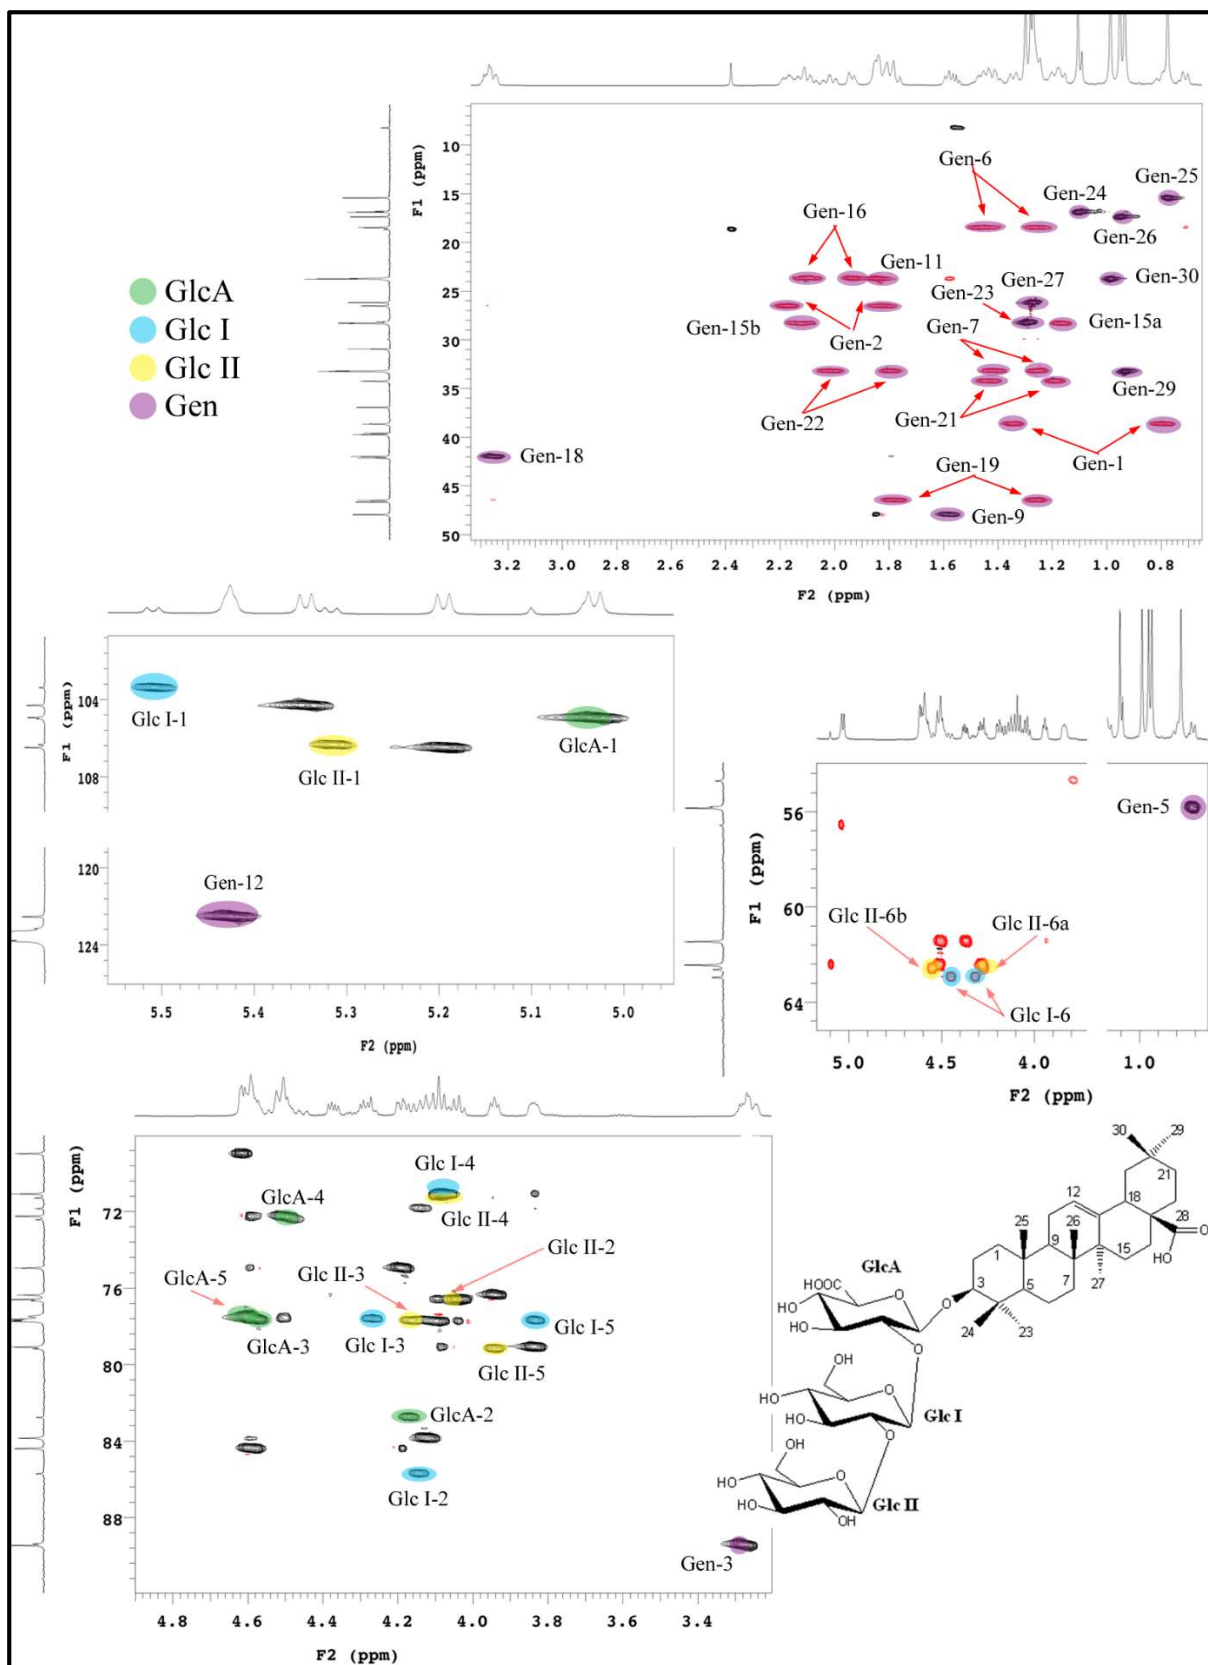 GlcA
Glc I
Glc II
Gen
F1 (ppm)
10
15
20
25
30
35
40
45
50
Gen-6
Gen-25
Gen-24
Gen-16
Gen-26
Gen-11
Gen-27
Gen-30
Gen-23
Gen-15b
Gen-7
Gen-15a
Gen-2
Gen-29
Gen-22
Gen-21
Gen-18
Gen-19
Gen-1
Gen-9
3.2 3.0 2.8 2.6 2.4 2.2 2.0 1.8 1.6 1.4 1.2 1.0 0.8
F2 (ppm)
F1 (ppm)
104
108
120
124
Glc I-1
GlcA-1
Glc II-1
Gen-12
5.5 5.4 5.3 5.2 5.1 5.0
F2 (ppm)
F1 (ppm)
56
60
64
Gen-5
Glc II-6b
Glc II-6a
Glc I-6
5.0 4.5 4.0 1.0
F2 (ppm)
F1 (ppm)
72
76
80
84
88
Glc I-4
GlcA-4
Glc II-4
Glc II-2
GlcA-5
Glc II-3
GlcA-3
Glc I-3
Glc I-5
Glc II-5
GlcA-2
Glc I-2
Gen-3
4.8 4.6 4.4 4.2 4.0 3.8 3.6 3.4
F2 (ppm)
30
29
21
12
18
28
O
25
26
HO
9
15
1
GlcA
27
HOOC
3
5
7
HO
O
O
HO
24
23
OH
O
HO
O
HO
Glc I
OH
O
HO
O
HO
Glc II
OH